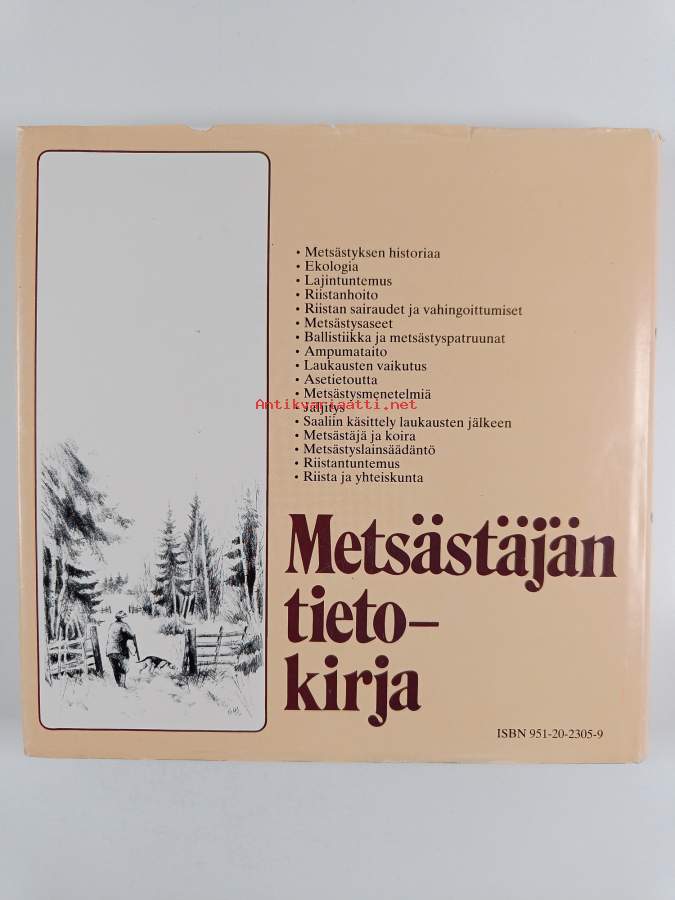 • Metsästyksen historiaa
• Ekologia
• Lajintuntemus
• Riistanhoito
• Riistan sairaudet ja vahingoittumiset
• Metsästysaseet
• Ballistiikka ja metsästyspatruunat
• Ampumataito
• Laukausten vaikutus
• Asetietoutta
• Metsästysmenetelmiä
Antikvariaatti.net
• Jäljitys
• Saaliin käsittely laukausten jälkeen
• Metsästäjä ja koira
• Metsästyslainsäädäntö
• Riistantuntemus
• Riista ja yhteiskunta
Metsästäjän
tieto–
kirja
ISBN 951-20-2305-9